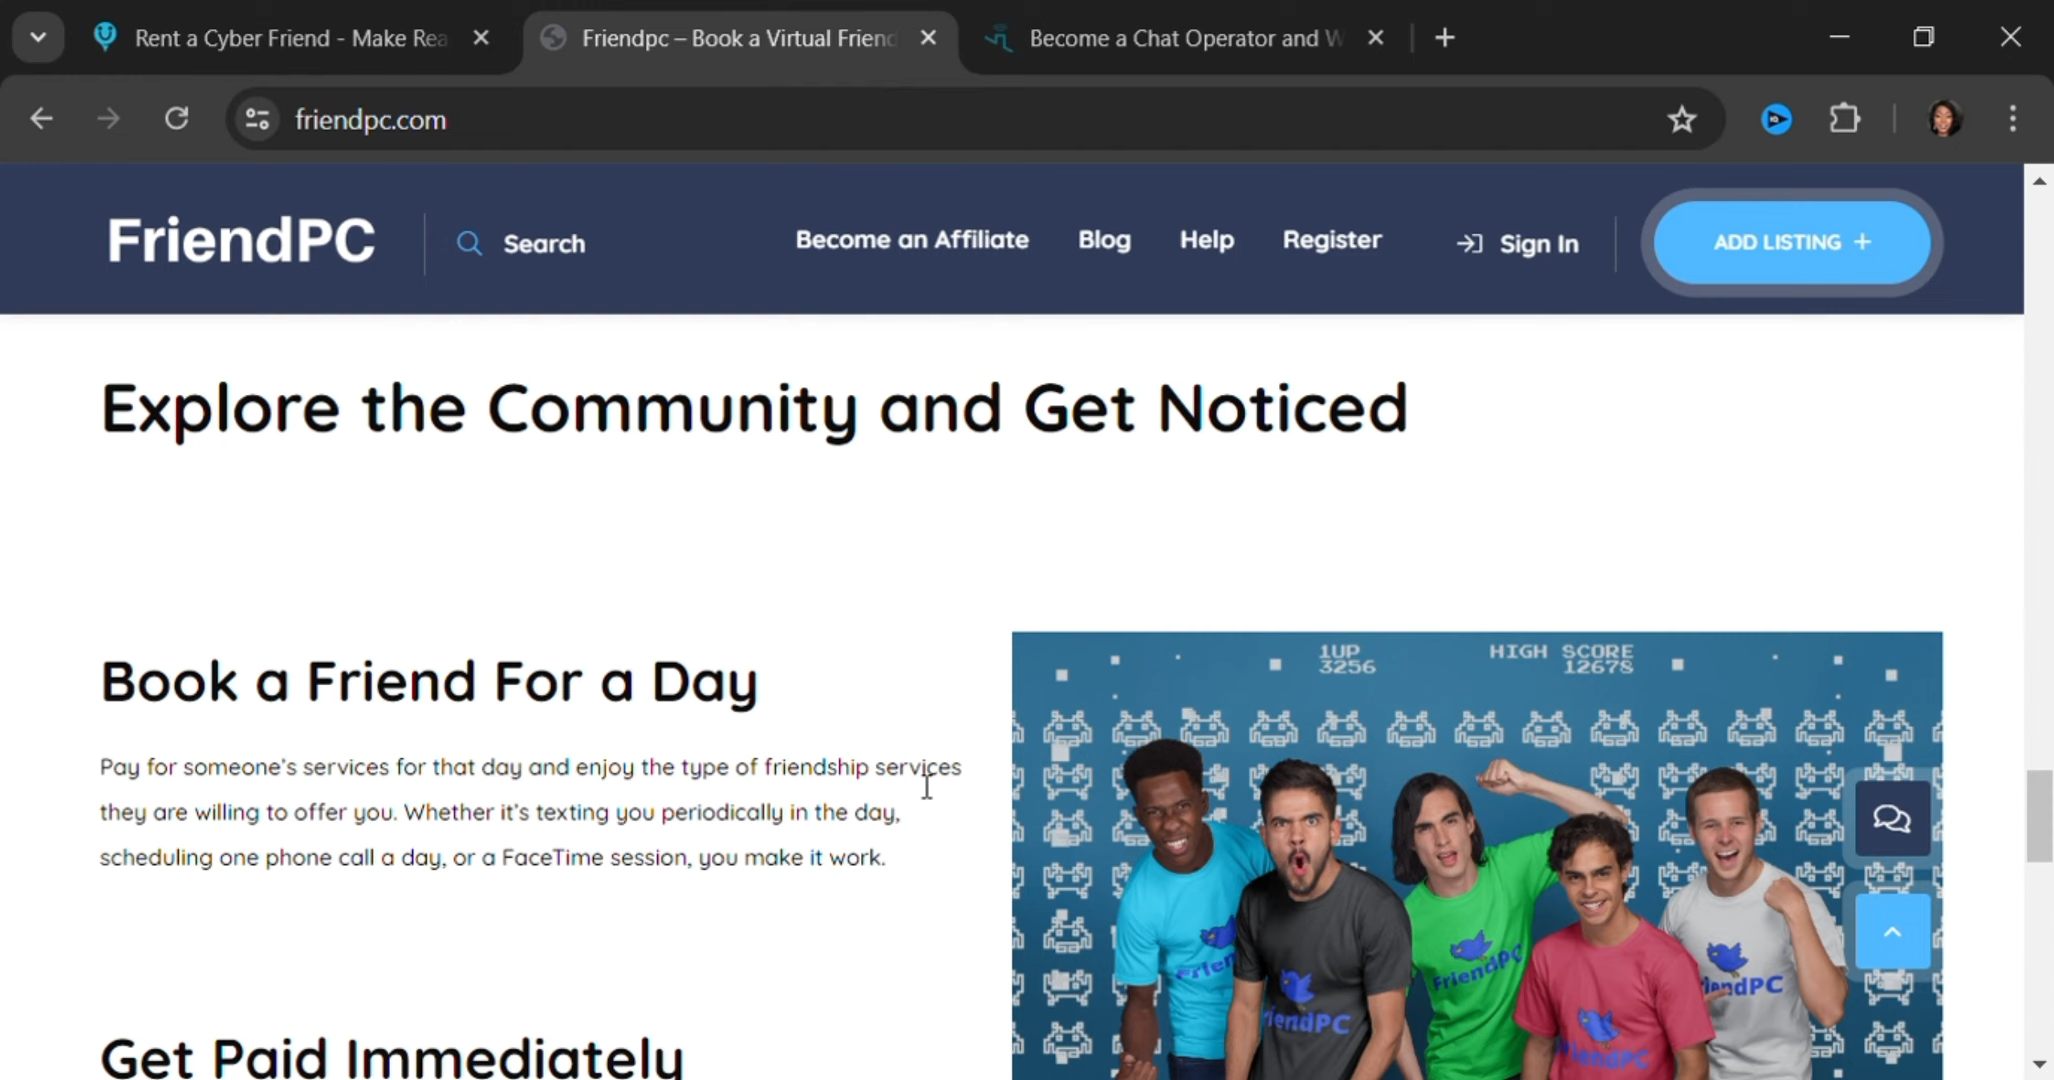 Rent a Cyber Friend - Make Rea
Friendpc – Book a Virtual Friend
Become a Chat Operator and W
friendpc.com
FriendPC
Search
Become an Affiliate
Blog
Help
Register
Sign In
ADD LISTING +
Explore the Community and Get Noticed
Book a Friend For a Day
Pay for someone's services for that day and enjoy the type of friendship services
they are willing to offer you. Whether it's texting you periodically in the day,
scheduling one phone call a day, or a FaceTime session, you make it work.
Get Paid Immediately
1UP
3256
HIGH SCORE
12678
FriendPC